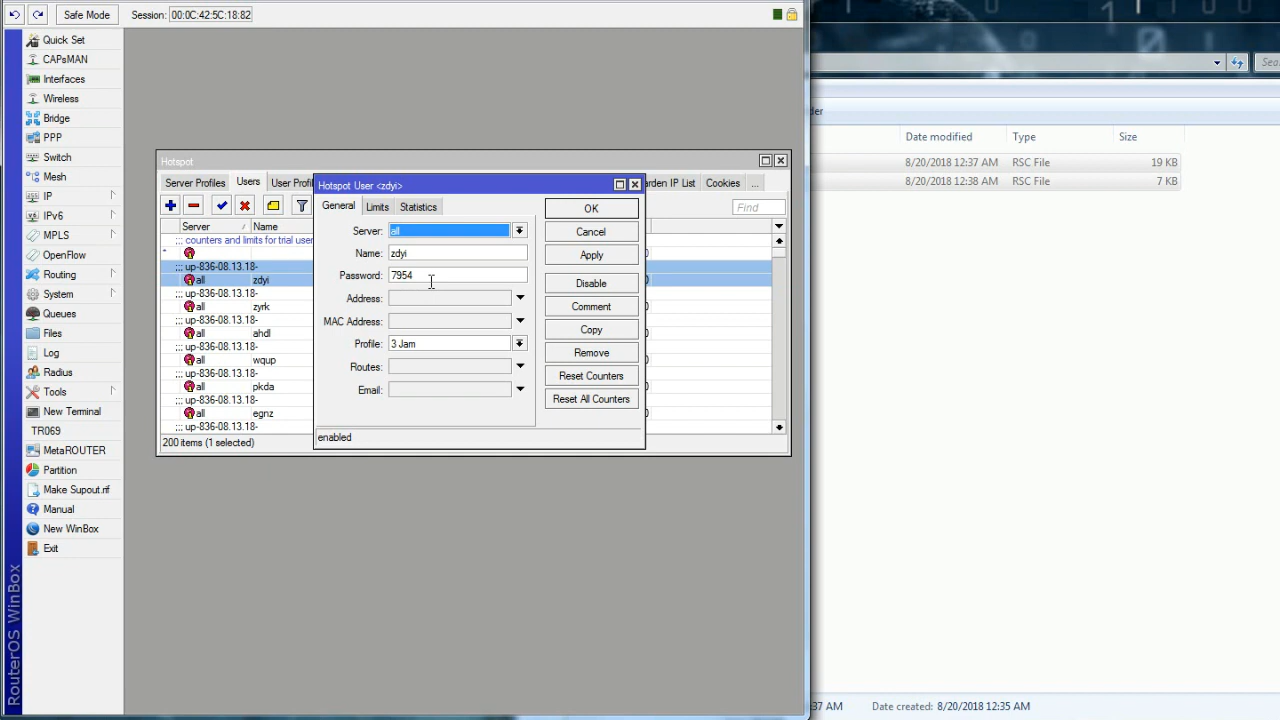 Safe Mode Session: 00:0C:42:5C:18:82
Quick Set
CAPsMAN
Interfaces
Wireless
Bridge
PPP
Switch
Mesh
IP
IPv6
MPLS
OpenFlow
Routing
System
Queues
Files
Log
Radius
Tools
New Terminal
TR069
MetaROUTER
Partition
Make Supout.rif
Manual
New WinBox
Exit
RouterOS WinBox
Hotspot
Server Profiles Users User Profi
arden IP List Cookies ...
Find
Server / Name
;;; counters and limits for trial user
*
;;; up-836-08.13.18-
all zdyi
;;; up-836-08.13.18-
all zyrk
;;; up-836-08.13.18-
all ahdl
;;; up-836-08.13.18-
all wqup
;;; up-836-08.13.18-
all pkda
;;; up-836-08.13.18-
all egnz
;;; up-836-08.13.18-
200 items (1 selected)
Hotspot User <zdyi>
General Limits Statistics
Server: all
Name: zdyi
Password: 7954
Address:
MAC Address:
Profile: 3 Jam
Routes:
Email:
enabled
OK
Cancel
Apply
Disable
Comment
Copy
Remove
Reset Counters
Reset All Counters
Sea
der
Date modified Type Size
8/20/2018 12:37 AM RSC File 19 KB
8/20/2018 12:38 AM RSC File 7 KB
37 AM Date created: 8/20/2018 12:35 AM